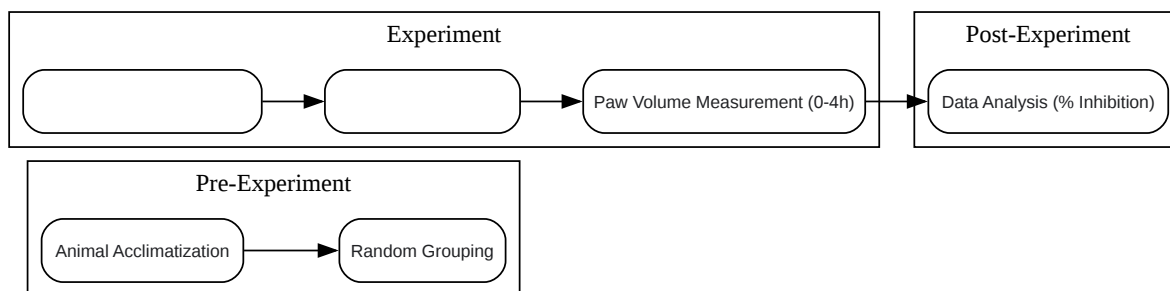 Experiment
Post-Experiment
Paw Volume Measurement (0-4h)
Data Analysis (% Inhibition)
Pre-Experiment
Animal Acclimatization
Random Grouping